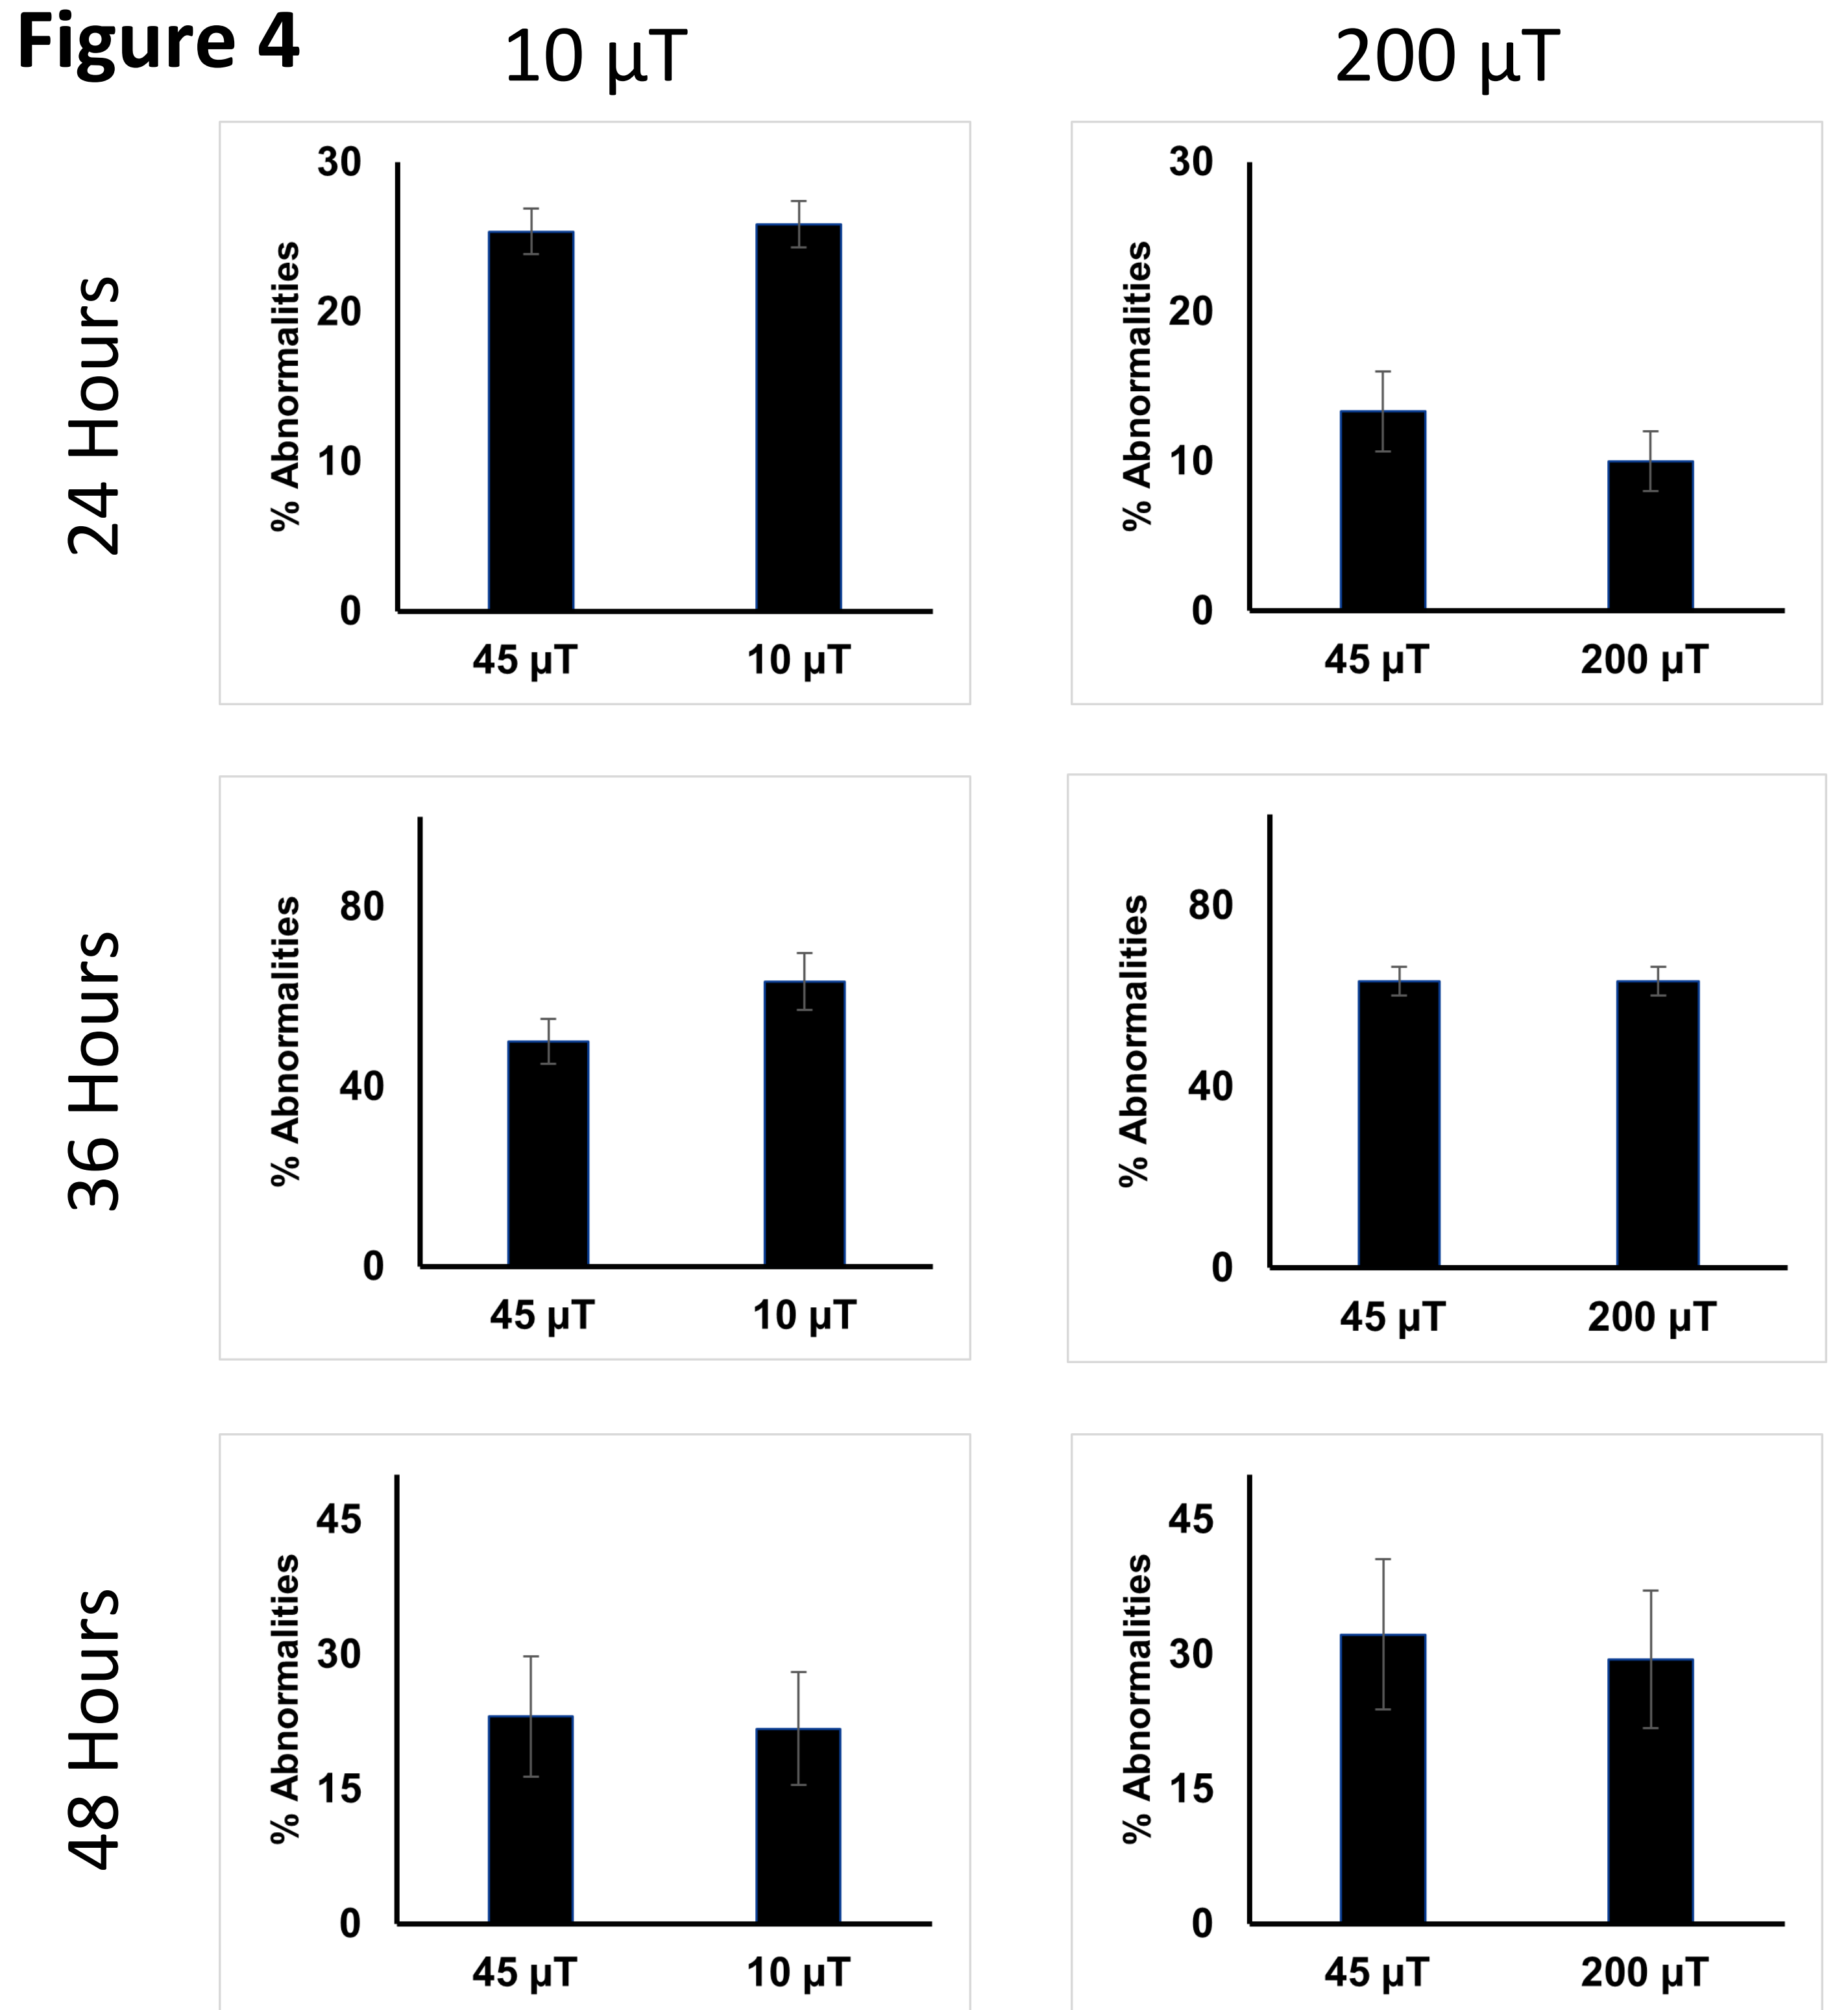 Figure 4
10 µT
200 µT
24 Hours
% Abnormalities
30
20
10
0
45 µT
10 µT
% Abnormalities
30
20
10
0
45 µT
200 µT
36 Hours
% Abnormalities
80
40
0
45 µT
10 µT
% Abnormalities
80
40
0
45 µT
200 µT
48 Hours
% Abnormalities
45
30
15
0
45 µT
10 µT
% Abnormalities
45
30
15
0
45 µT
200 µT